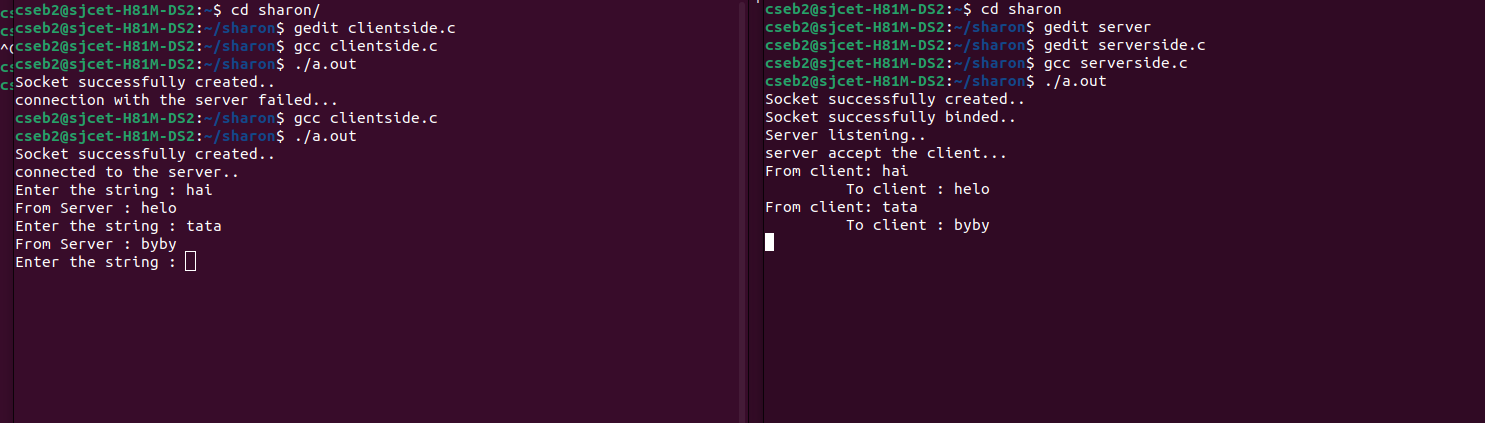 cseb2@sjcet-H81M-DS2:~$ cd sharon/
cseb2@sjcet-H81M-DS2:~/sharon$ gedit clientside.c
cseb2@sjcet-H81M-DS2:~/sharon$ gcc clientside.c
cseb2@sjcet-H81M-DS2:~/sharon$ ./a.out
Socket successfully created..
connection with the server failed...
cseb2@sjcet-H81M-DS2:~/sharon$ gcc clientside.c
cseb2@sjcet-H81M-DS2:~/sharon$ ./a.out
Socket successfully created..
connected to the server..
Enter the string : hai
From Server : helo
Enter the string : tata
From Server : byby
Enter the string :
cseb2@sjcet-H81M-DS2:~$ cd sharon
cseb2@sjcet-H81M-DS2:~/sharon$ gedit server
cseb2@sjcet-H81M-DS2:~/sharon$ gedit serverside.c
cseb2@sjcet-H81M-DS2:~/sharon$ gcc serverside.c
cseb2@sjcet-H81M-DS2:~/sharon$ ./a.out
Socket successfully created..
Socket successfully binded..
Server listening..
server accept the client...
From client: hai
To client : helo
From client: tata
To client : byby